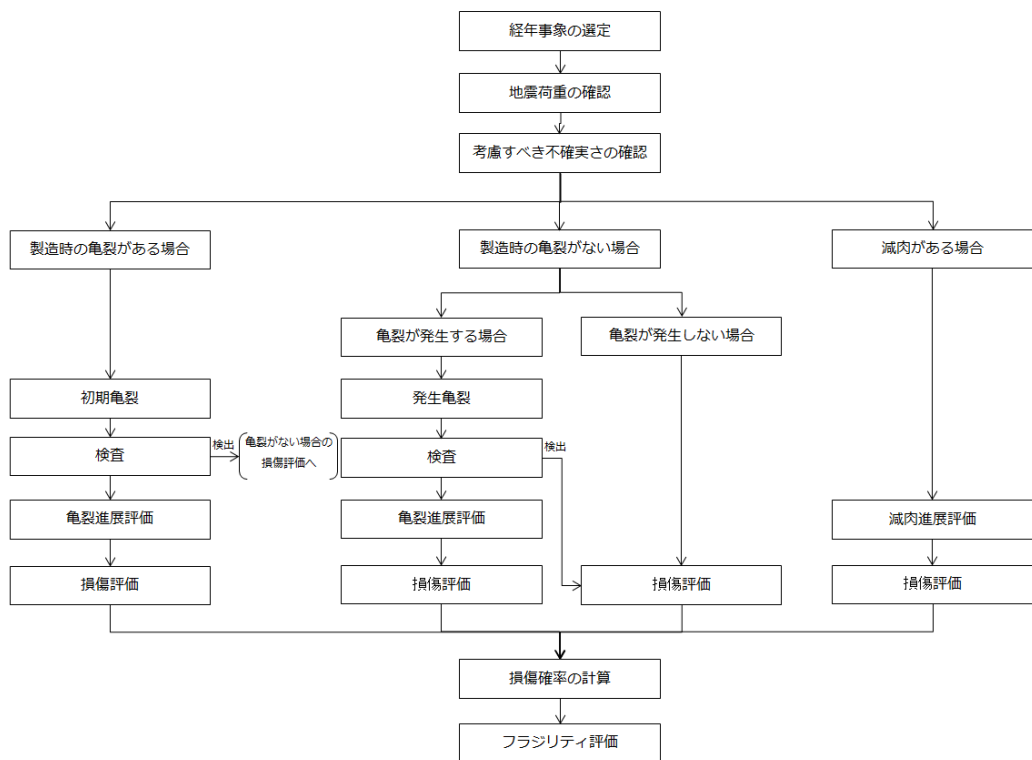 経年事象の選定
地震荷重の確認
考慮すべき不確実さの確認
製造時の亀裂がある場合
製造時の亀裂がない場合
減肉がある場合
亀裂が発生する場合
亀裂が発生しない場合
初期亀裂
発生亀裂
検査
検出
亀裂がない場合の
損傷評価へ
検査
検出
亀裂進展評価
亀裂進展評価
減肉進展評価
損傷評価
損傷評価
損傷評価
損傷評価
損傷確率の計算
フラジリティ評価